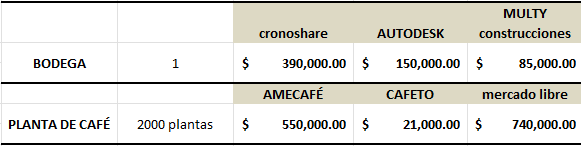 cronoshare AUTODESK MULTY construcciones
BODEGA 1 $ 390,000.00 $ 150,000.00 $ 85,000.00
AMECAFÉ CAFETO mercado libre
PLANTA DE CAFÉ 2000 plantas $ 550,000.00 $ 21,000.00 $ 740,000.00